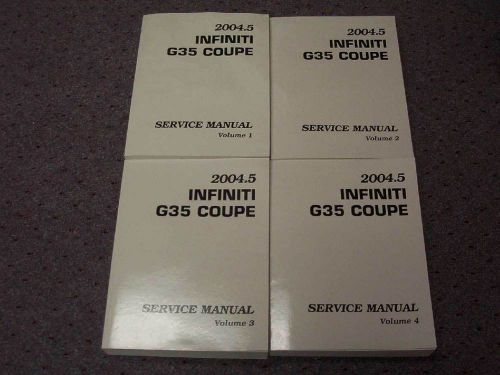 2004.5
INFINITI
G35 COUPE
SERVICE MANUAL
Volume 1
2004.5
INFINITI
G35 COUPE
SERVICE MANUAL
Volume 2
2004.5
INFINITI
G35 COUPE
SERVICE MANUAL
Volume 3
2004.5
INFINITI
G35 COUPE
SERVICE MANUAL
Volume 4